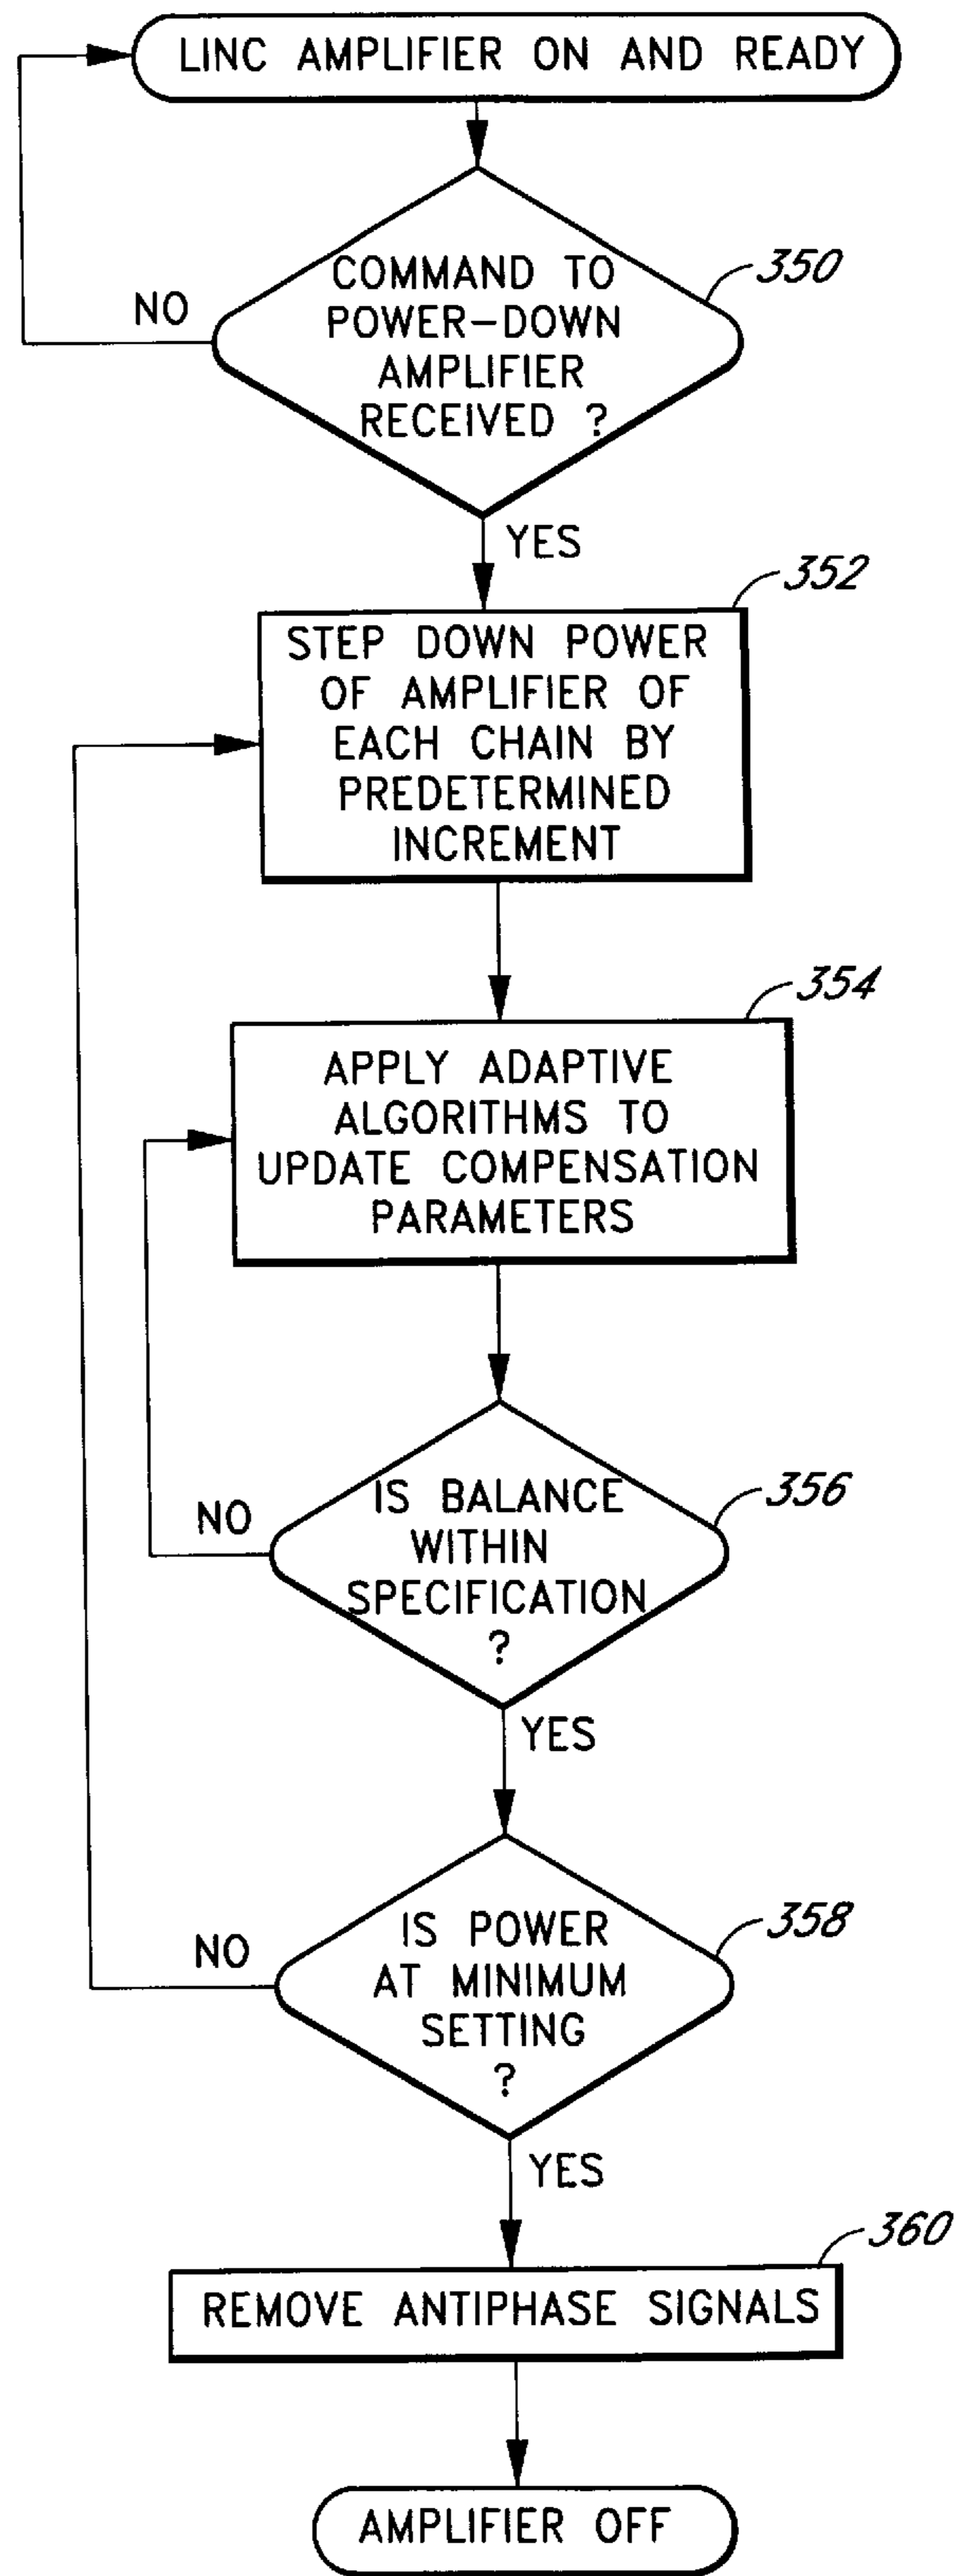 LINC AMPLIFIER ON AND READY
COMMAND TO
POWER-DOWN
AMPLIFIER
RECEIVED ?
350
NO
YES
352
STEP DOWN POWER
OF AMPLIFIER OF
EACH CHAIN BY
PREDETERMINED
INCREMENT
354
APPLY ADAPTIVE
ALGORITHMS TO
UPDATE COMPENSATION
PARAMETERS
356
IS BALANCE
WITHIN
SPECIFICATION
?
NO
YES
358
IS POWER
AT MINIMUM
SETTING
?
NO
YES
360
REMOVE ANTIPHASE SIGNALS
AMPLIFIER OFF